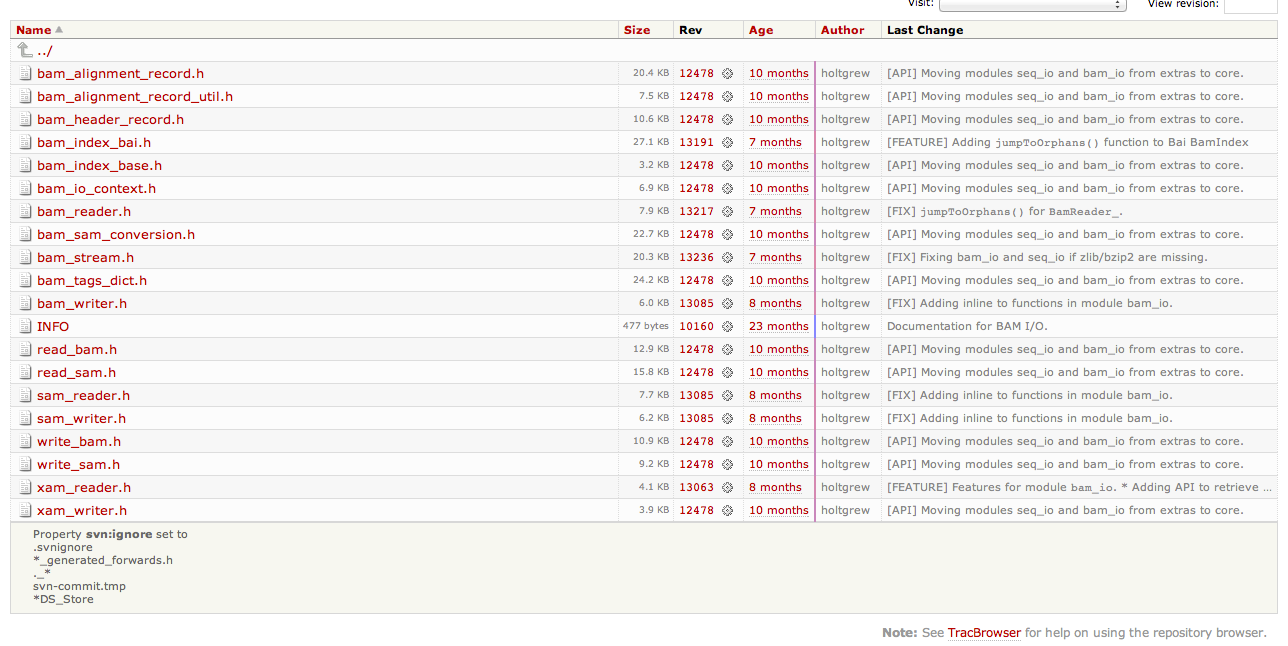 Visit: View revision:
Name Size Rev Age Author Last Change
../
bam_alignment_record.h 20.4 KB 12478 10 months holtgrew [API] Moving modules seq_io and bam_io from extras to core.
bam_alignment_record_util.h 7.5 KB 12478 10 months holtgrew [API] Moving modules seq_io and bam_io from extras to core.
bam_header_record.h 10.6 KB 12478 10 months holtgrew [API] Moving modules seq_io and bam_io from extras to core.
bam_index_bai.h 27.1 KB 13191 7 months holtgrew [FEATURE] Adding jumpToOrphans() function to Bai BamIndex
bam_index_base.h 3.2 KB 12478 10 months holtgrew [API] Moving modules seq_io and bam_io from extras to core.
bam_io_context.h 6.9 KB 12478 10 months holtgrew [API] Moving modules seq_io and bam_io from extras to core.
bam_reader.h 7.9 KB 13217 7 months holtgrew [FIX] jumpToOrphans() for BamReader_.
bam_sam_conversion.h 22.7 KB 12478 10 months holtgrew [API] Moving modules seq_io and bam_io from extras to core.
bam_stream.h 20.3 KB 13236 7 months holtgrew [FIX] Fixing bam_io and seq_io if zlib/bzip2 are missing.
bam_tags_dict.h 24.2 KB 12478 10 months holtgrew [API] Moving modules seq_io and bam_io from extras to core.
bam_writer.h 6.0 KB 13085 8 months holtgrew [FIX] Adding inline to functions in module bam_io.
INFO 477 bytes 10160 23 months holtgrew Documentation for BAM I/O.
read_bam.h 12.9 KB 12478 10 months holtgrew [API] Moving modules seq_io and bam_io from extras to core.
read_sam.h 15.8 KB 12478 10 months holtgrew [API] Moving modules seq_io and bam_io from extras to core.
sam_reader.h 7.7 KB 13085 8 months holtgrew [FIX] Adding inline to functions in module bam_io.
sam_writer.h 6.2 KB 13085 8 months holtgrew [FIX] Adding inline to functions in module bam_io.
write_bam.h 10.9 KB 12478 10 months holtgrew [API] Moving modules seq_io and bam_io from extras to core.
write_sam.h 9.2 KB 12478 10 months holtgrew [API] Moving modules seq_io and bam_io from extras to core.
xam_reader.h 4.1 KB 13063 8 months holtgrew [FEATURE] Features for module bam_io. * Adding API to retrieve ...
xam_writer.h 3.9 KB 12478 10 months holtgrew [API] Moving modules seq_io and bam_io from extras to core.
Property svn:ignore set to
.svnignore
*_generated_forwards.h
._*
svn-commit.tmp
*DS_Store
Note: See TracBrowser for help on using the repository browser.